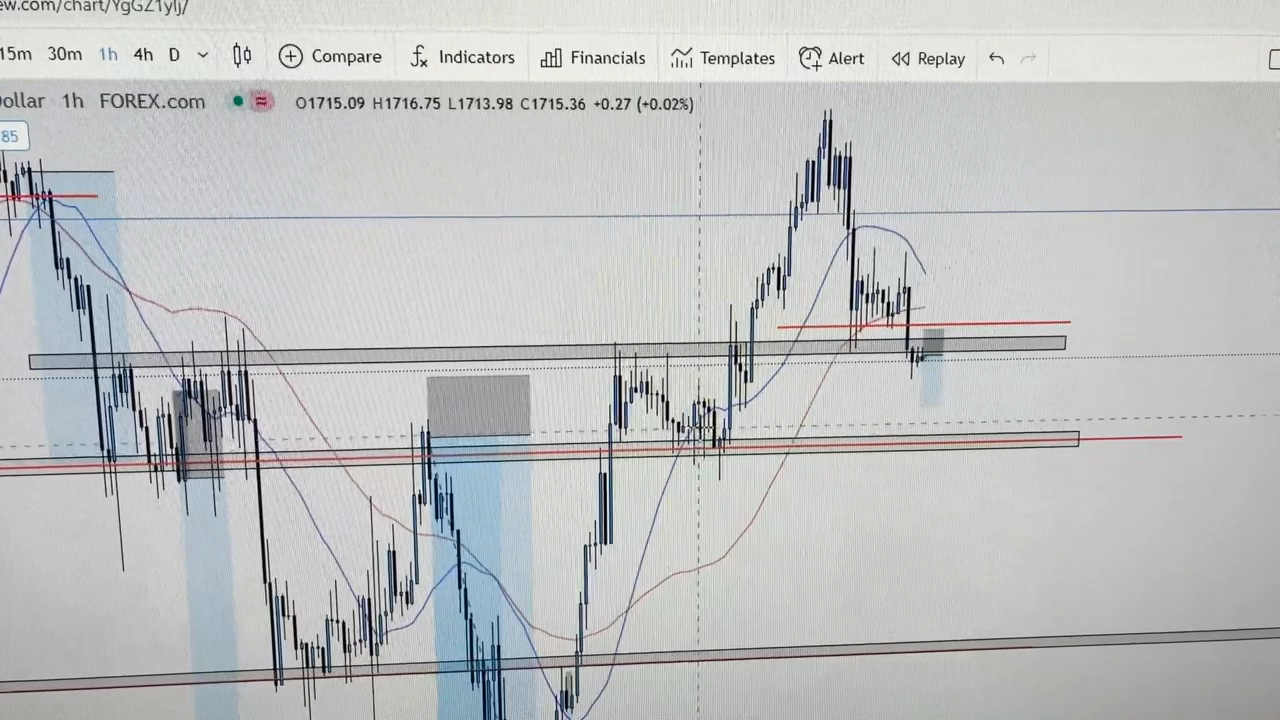 ew.com/chart/YgGZ1ylj/
15m 30m 1h 4h D Compare Indicators Financials Templates Alert Replay
ollar 1h FOREX.com O1715.09 H1716.75 L1713.98 C1715.36 +0.27 (+0.02%)
85